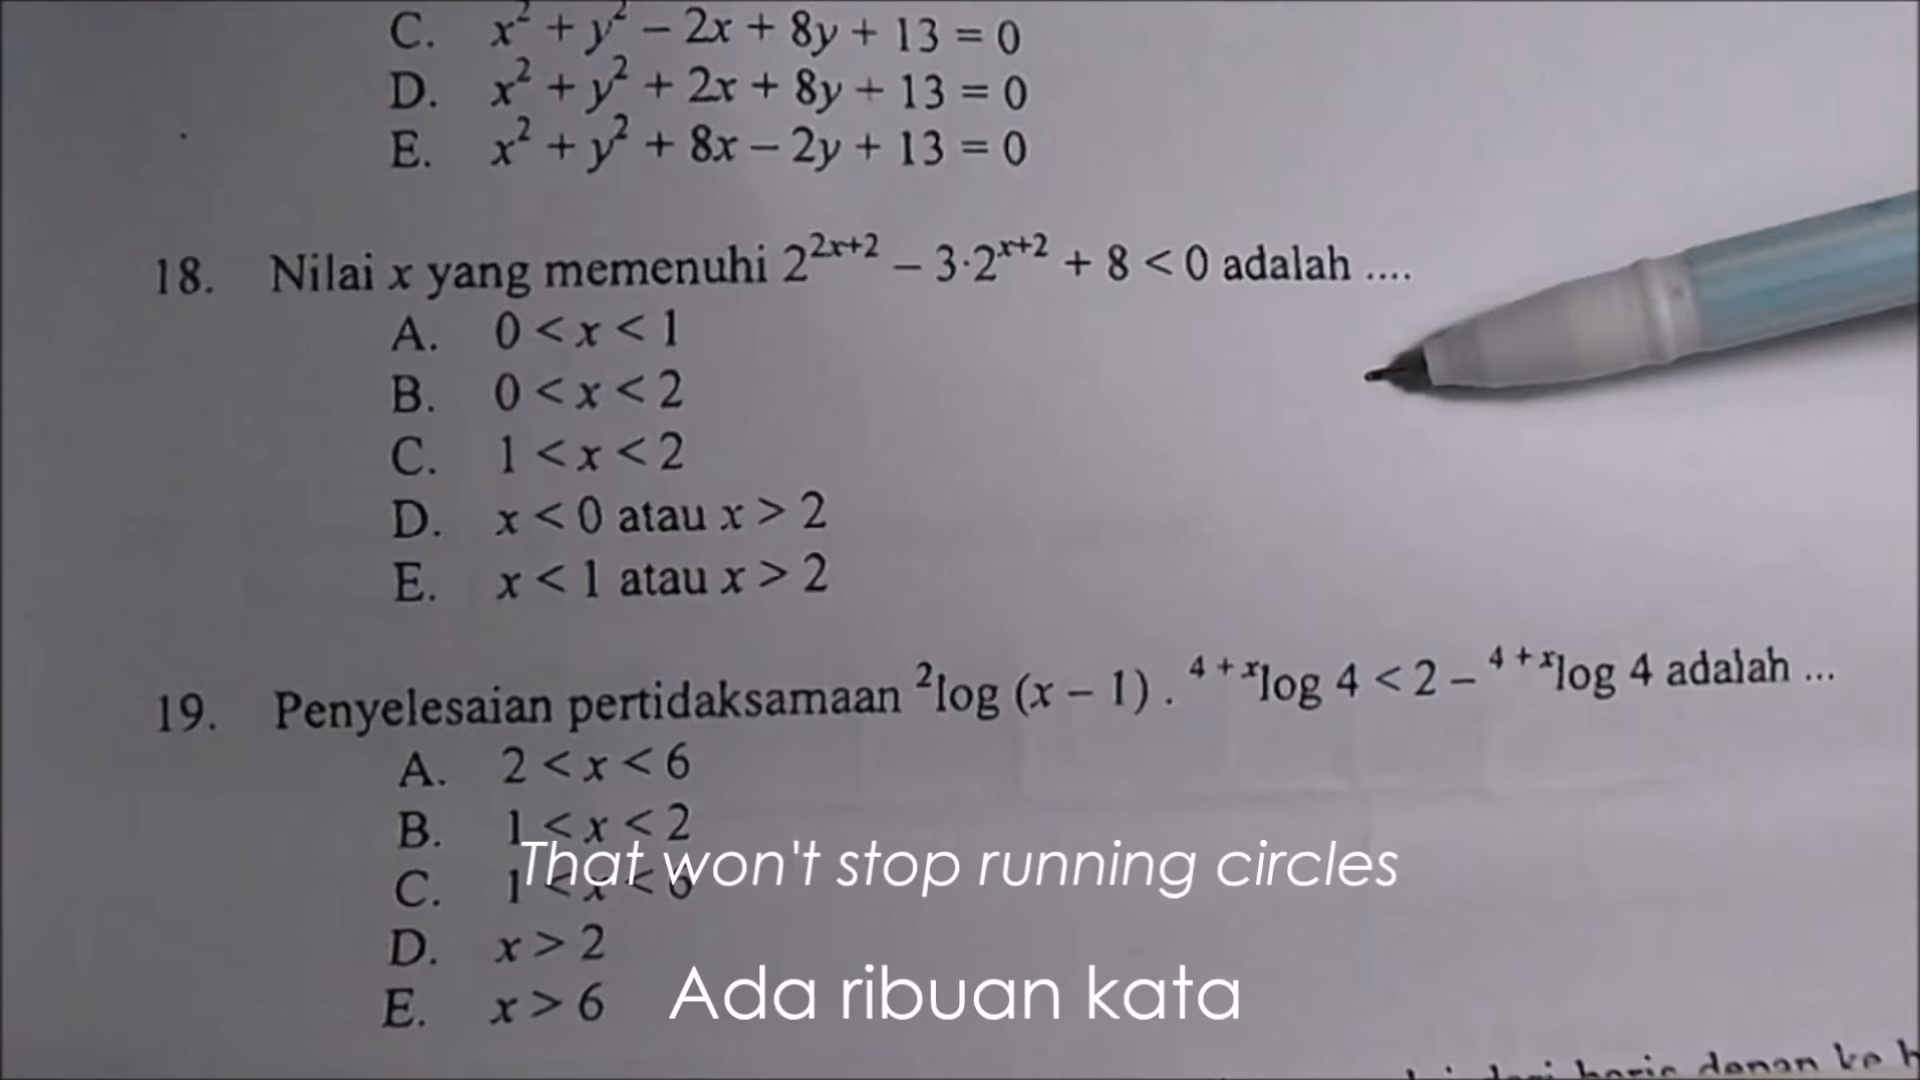 C. x² + y² – 2x + 8y + 13 = 0
D. x² + y² + 2x + 8y + 13 = 0
E. x² + y² + 8x – 2y + 13 = 0
18. Nilai x yang memenuhi 2²ˣ⁺² – 3·2ˣ⁺² + 8 < 0 adalah ....
A. 0 < x < 1
B. 0 < x < 2
C. 1 < x < 2
D. x < 0 atau x > 2
E. x < 1 atau x > 2
19. Penyelesaian pertidaksamaan ²log (x – 1) . ⁴ ⁺ ˣlog 4 < 2 – ⁴ ⁺ ˣlog 4 adalah ...
A. 2 < x < 6
B. 1 < x < 2
C. 1 < x < 6
D. x > 2
E. x > 6
That won't stop running circles
Ada ribuan kata